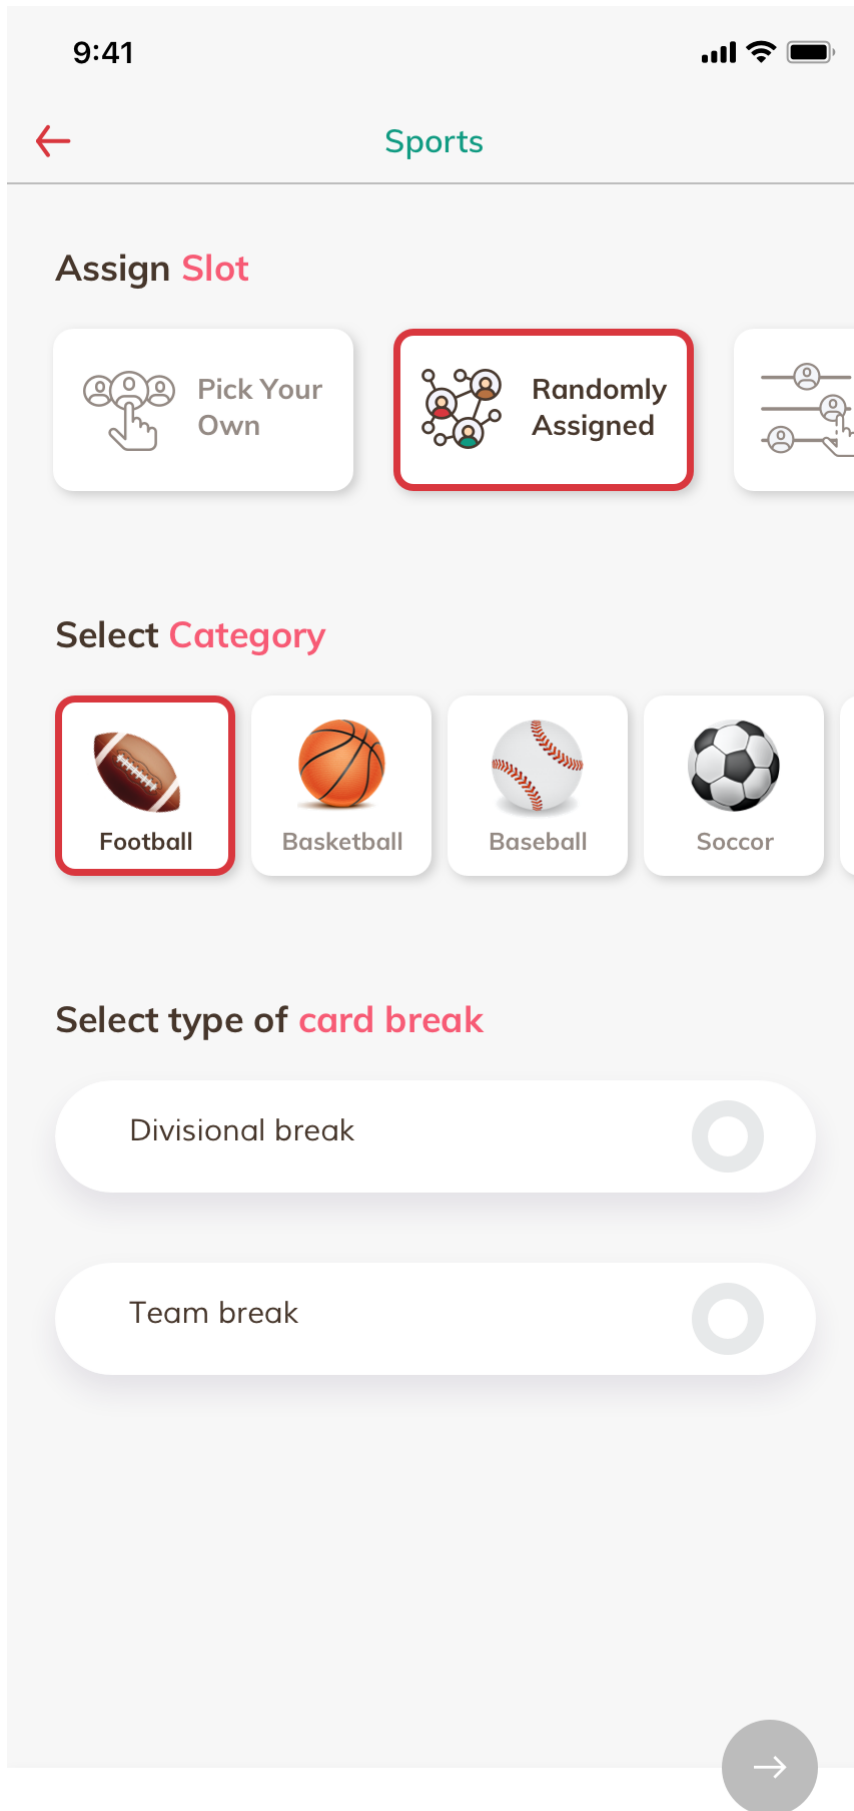 9:41
Sports
Assign Slot
Pick Your
Own
Randomly
Assigned
Select Category
Football
Basketball
Baseball
Soccor
Select type of card break
Divisional break
Team break